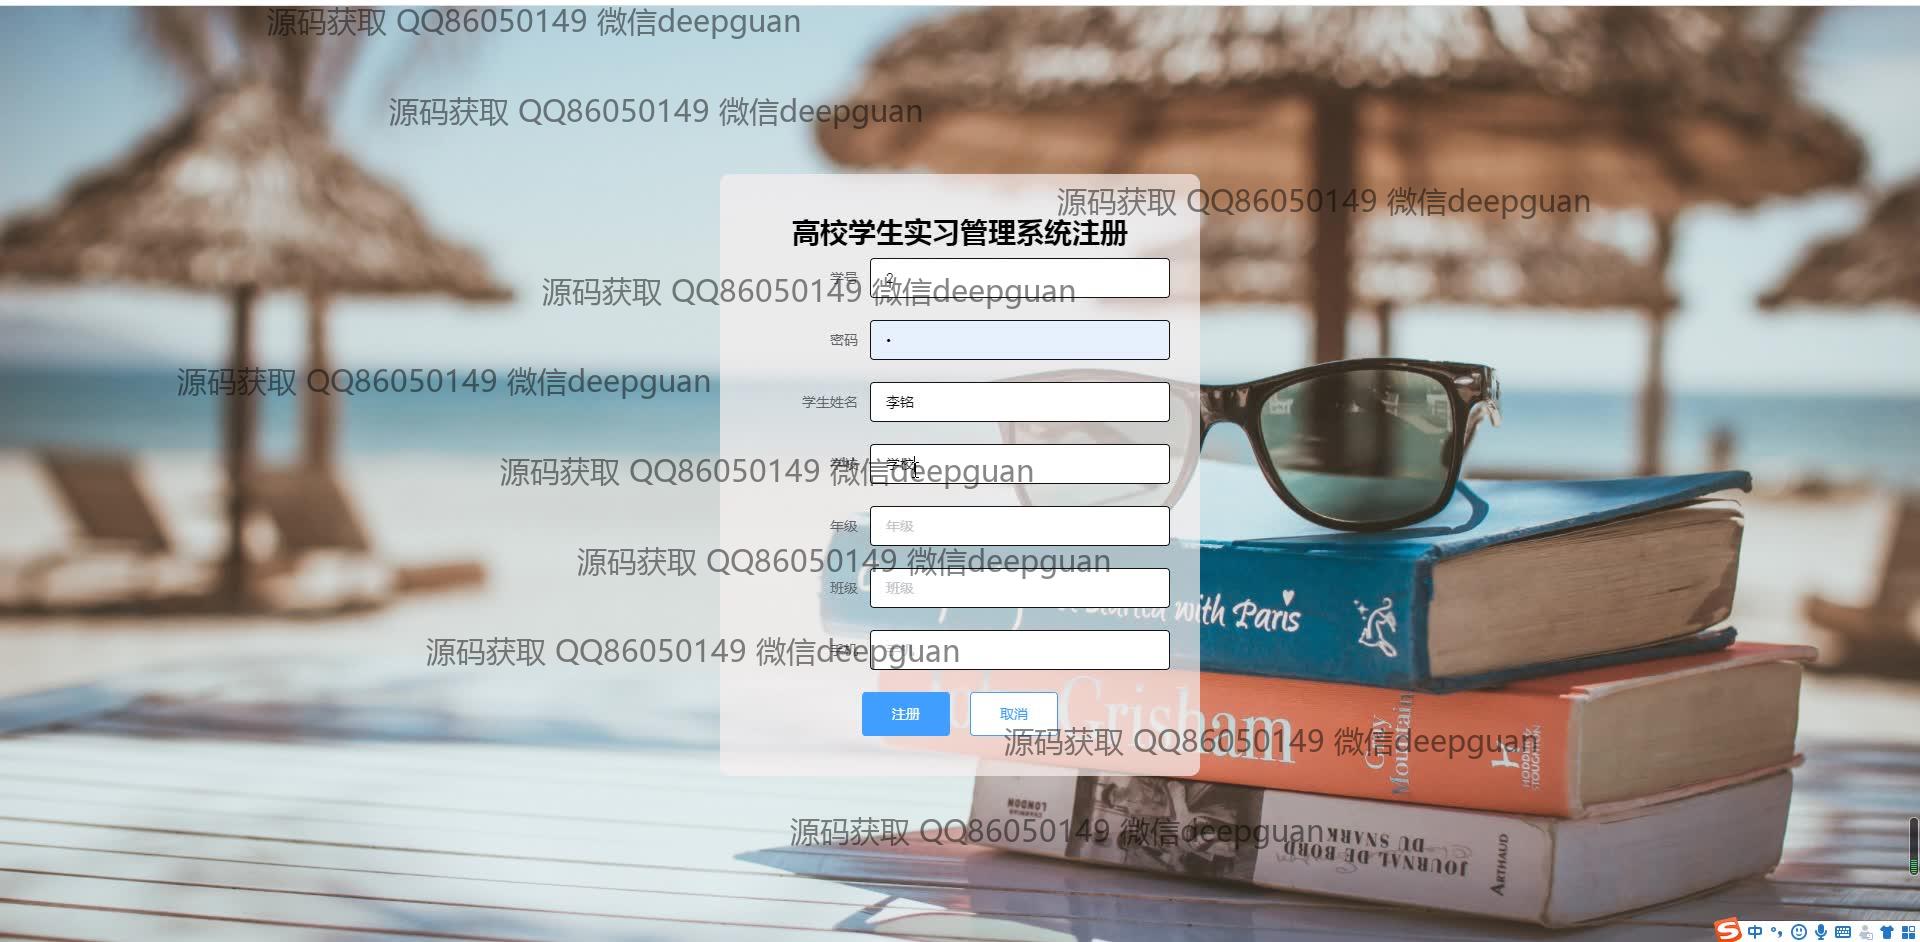 源码获取 QQ86050149 微信deepguan
源码获取 QQ86050149 微信deepguan
源码获取 QQ86050149 微信deepguan
高校学生实习管理系统注册
学号
2
源码获取 QQ86050149 微信deepguan
密码
•
源码获取 QQ86050149 微信deepguan
学生姓名
李铭
学校
学校
源码获取 QQ86050149 微信deepguan
年级
年级
源码获取 QQ86050149 微信deepguan
班级
班级
with Paris
源码获取 QQ86050149 微信deepguan
手机
注册
取消
Grisham
Grey
Mountain
源码获取 QQ86050149 微信deepguan
LONDON
源码获取 QQ86050149 微信deepguan
JOURNAL DE BORD
DU SNARK
ARTHAUD
中